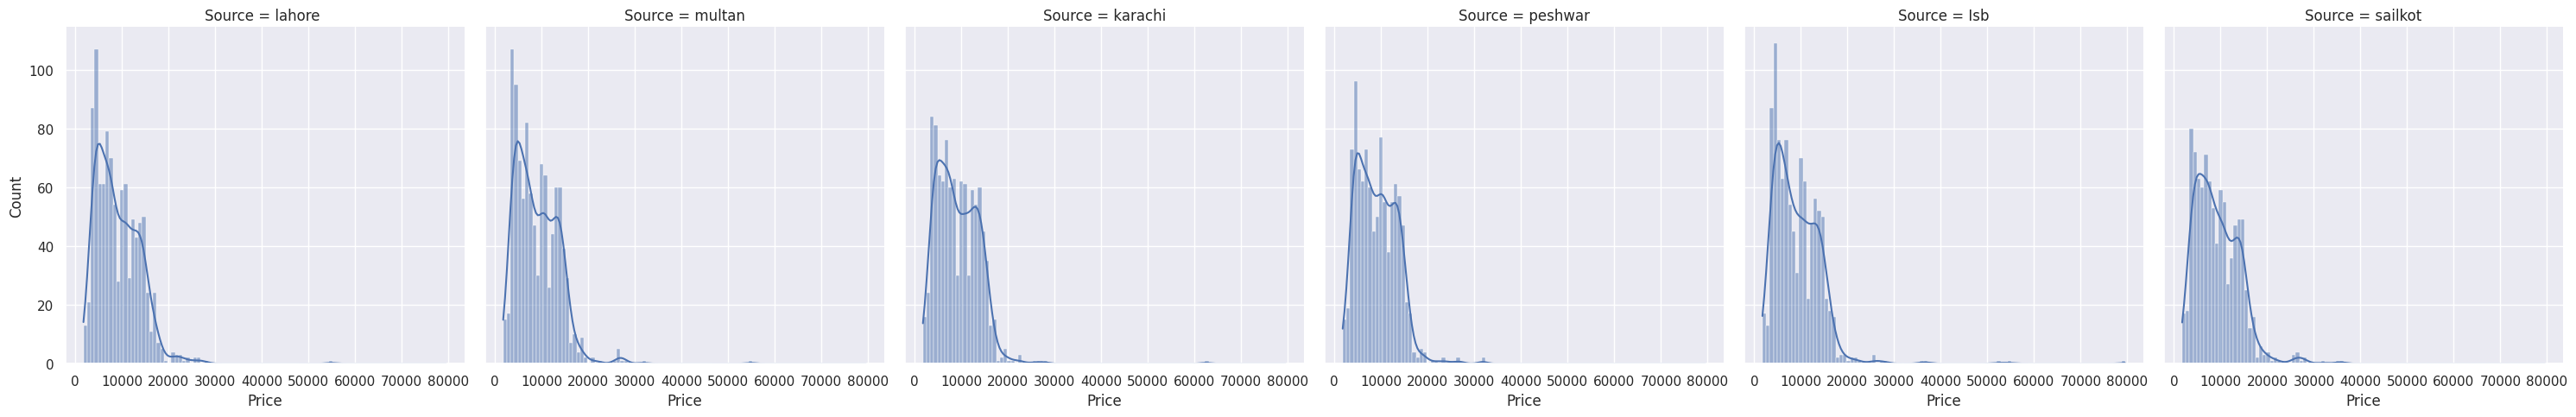 Source = lahore
Source = multan
Source = karachi
Source = peshwar
Source = Isb
Source = sailkot
100
80
60
40
20
0
Count
0 10000 20000 30000 40000 50000 60000 70000 80000
0 10000 20000 30000 40000 50000 60000 70000 80000
0 10000 20000 30000 40000 50000 60000 70000 80000
0 10000 20000 30000 40000 50000 60000 70000 80000
0 10000 20000 30000 40000 50000 60000 70000 80000
0 10000 20000 30000 40000 50000 60000 70000 80000
Price
Price
Price
Price
Price
Price